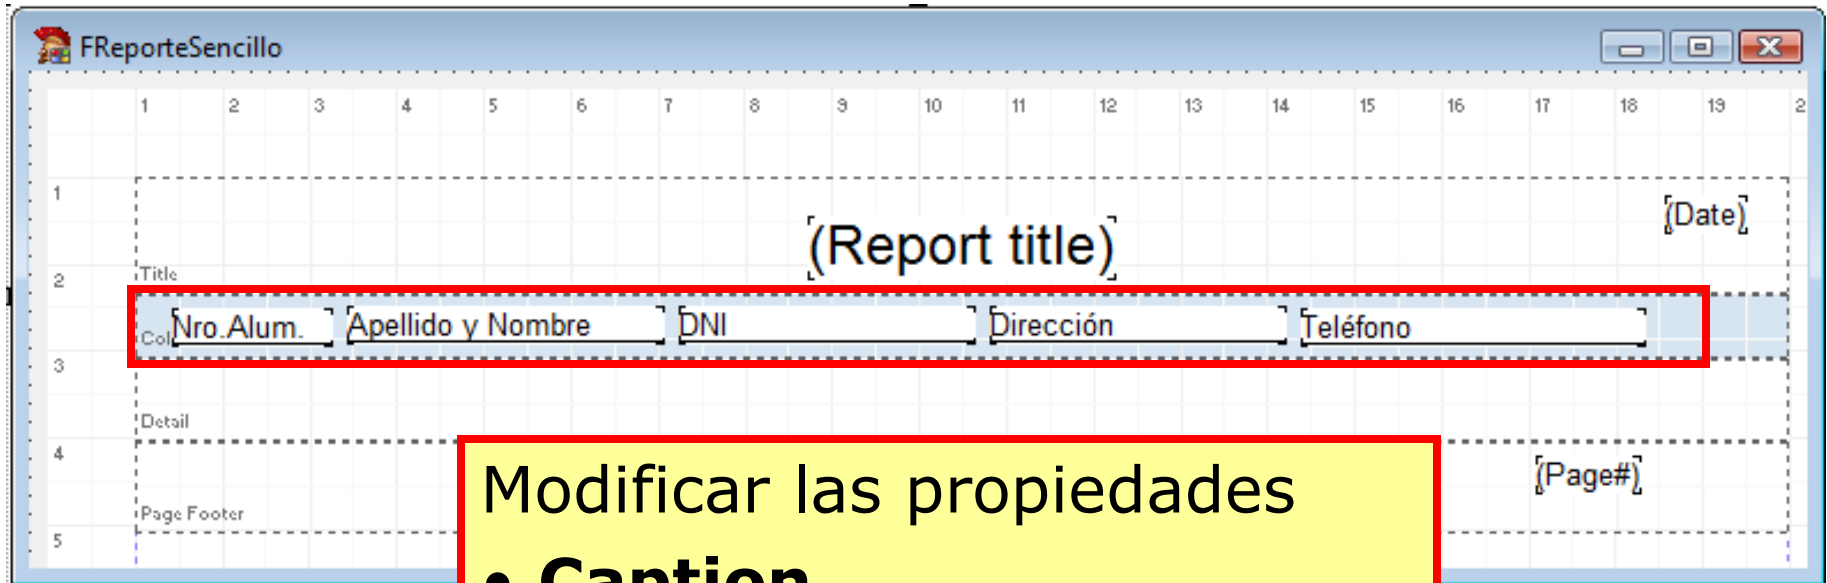 FReporteSencillo
1 2 3 4 5 6 7 8 9 10 11 12 13 14 15 16 17 18 19 2
1
(Date)
(Report title)
Title
2
Col
Nro.Alum. Apellido y Nombre DNI Dirección Teléfono
3
Detail
4
Modificar las propiedades
(Page#)
Page Footer
5
• Caption